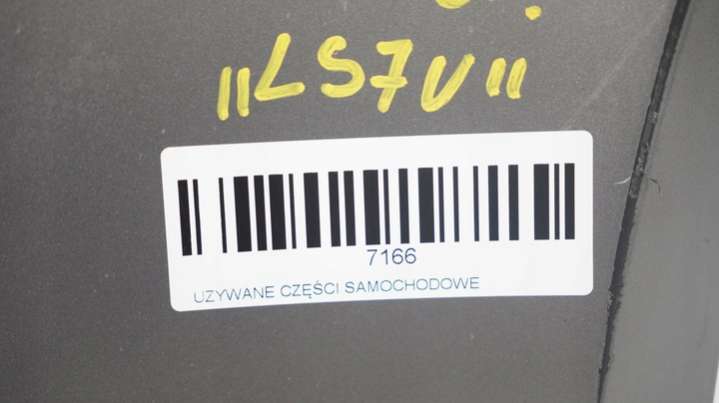 "LS7V"
7166
UZYWANE CZĘŚCI SAMOCHODOWE